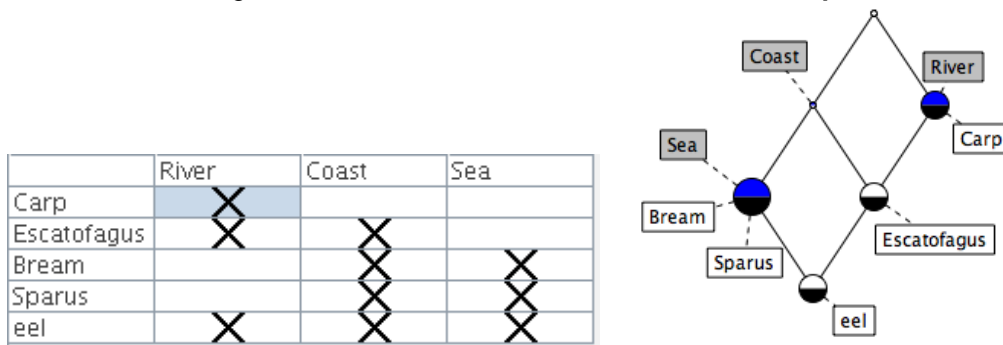 River Coast Sea
Carp
Escatofagus
Bream
Sparus
eel
Coast
River
Carp
Sea
Bream
Sparus
Escatofagus
eel